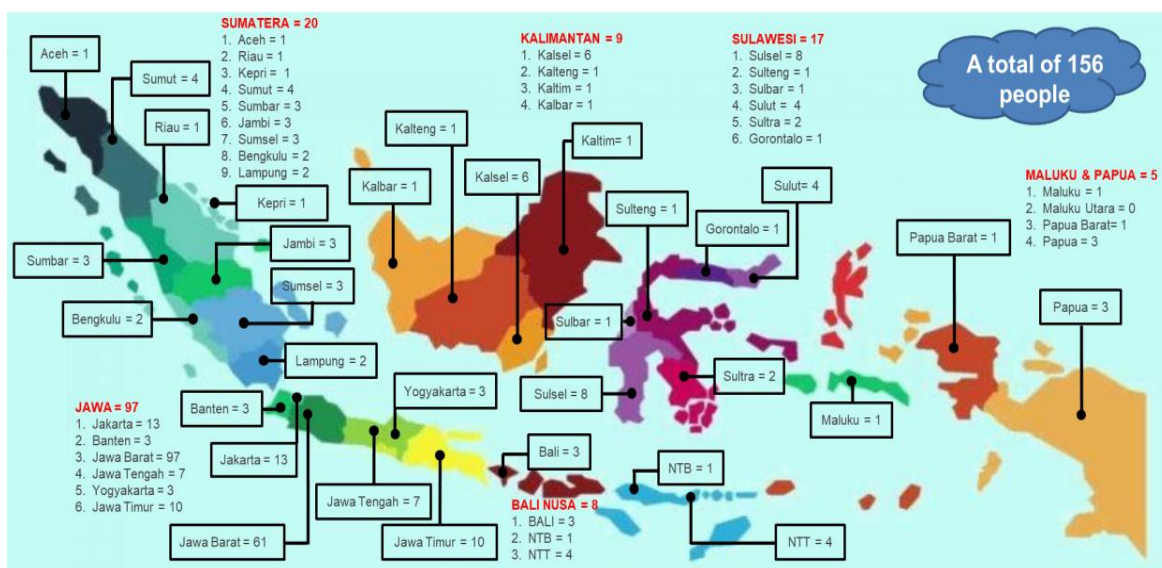 SUMATERA = 20
1. Aceh = 1
2. Riau = 1
3. Kepri = 1
4. Sumut = 4
5. Sumbar = 3
6. Jambi = 3
7. Sumsel = 3
8. Bengkulu = 2
9. Lampung = 2
KALIMANTAN = 9
1. Kalsel = 6
2. Kalteng = 1
3. Kaltim = 1
4. Kalbar = 1
SULAWESI = 17
1. Sulsel = 8
2. Sulteng = 1
3. Sulbar = 1
4. Sulut = 4
5. Sultra = 2
6. Gorontalo = 1
A total of 156
people
MALUKU & PAPUA = 5
1. Maluku = 1
2. Maluku Utara = 0
3. Papua Barat= 1
4. Papua = 3
Aceh = 1
Sumut = 4
Riau = 1
Kepri = 1
Jambi = 3
Sumbar = 3
Sumsel = 3
Bengkulu = 2
Lampung = 2
Kalteng = 1
Kaltim= 1
Kalbar = 1
Kalsel = 6
Sulut= 4
Sulteng = 1
Gorontalo = 1
Sulbar = 1
Sulsel = 8
Sultra = 2
Papua Barat = 1
Papua = 3
Maluku = 1
JAWA = 97
1. Jakarta = 13
2. Banten = 3
3. Jawa Barat = 97
4. Jawa Tengah = 7
5. Yogyakarta = 3
6. Jawa Timur = 10
Banten = 3
Yogyakarta = 3
Jakarta = 13
Jawa Tengah = 7
Jawa Barat = 61
Jawa Timur = 10
Bali = 3
NTB = 1
NTT = 4
BALI NUSA = 8
1. BALI = 3
2. NTB = 1
3. NTT = 4